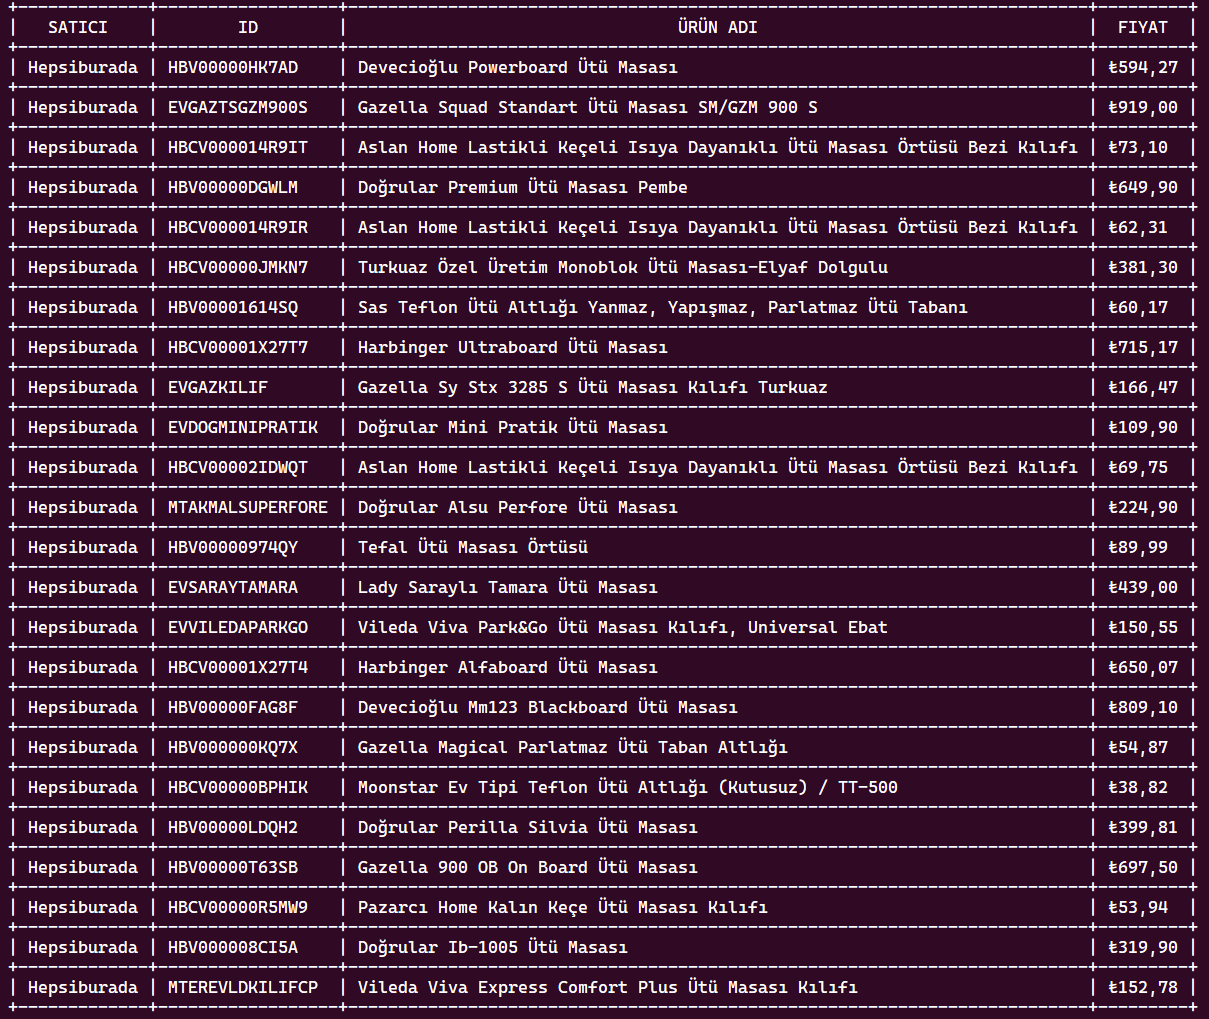 SATICI | ID | ÜRÜN ADI | FIYAT
Hepsiburada | HBV00000HK7AD | Devecioğlu Powerboard Ütü Masası | ₺594,27
Hepsiburada | EVGAZTSGZM900S | Gazella Squad Standart Ütü Masası SM/GZM 900 S | ₺919,00
Hepsiburada | HBCV000014R9IT | Aslan Home Lastikli Keçeli Isıya Dayanıklı Ütü Masası Örtüsü Bezi Kılıfı | ₺73,10
Hepsiburada | HBV00000DGWLM | Doğrular Premium Ütü Masası Pembe | ₺649,90
Hepsiburada | HBCV000014R9IR | Aslan Home Lastikli Keçeli Isıya Dayanıklı Ütü Masası Örtüsü Bezi Kılıfı | ₺62,31
Hepsiburada | HBCV00000JMKN7 | Turkuaz Özel Üretim Monoblok Ütü Masası-Elyaf Dolgulu | ₺381,30
Hepsiburada | HBV00001614SQ | Sas Teflon Ütü Altlığı Yanmaz, Yapışmaz, Parlatmaz Ütü Tabanı | ₺60,17
Hepsiburada | HBCV00001X27T7 | Harbinger Ultraboard Ütü Masası | ₺715,17
Hepsiburada | EVGAZKILIF | Gazella Sy Stx 3285 S Ütü Masası Kılıfı Turkuaz | ₺166,47
Hepsiburada | EVDOGMINIPRATIK | Doğrular Mini Pratik Ütü Masası | ₺109,90
Hepsiburada | HBCV00002IDWQT | Aslan Home Lastikli Keçeli Isıya Dayanıklı Ütü Masası Örtüsü Bezi Kılıfı | ₺69,75
Hepsiburada | MTAKMALSUPERFORE | Doğrular Alsu Perfore Ütü Masası | ₺224,90
Hepsiburada | HBV00000974QY | Tefal Ütü Masası Örtüsü | ₺89,99
Hepsiburada | EVSARAYTAMARA | Lady Saraylı Tamara Ütü Masası | ₺439,00
Hepsiburada | EVVILEDAPARKGO | Vileda Viva Park&Go Ütü Masası Kılıfı, Universal Ebat | ₺150,55
Hepsiburada | HBCV00001X27T4 | Harbinger Alfaboard Ütü Masası | ₺650,07
Hepsiburada | HBV00000FAG8F | Devecioğlu Mm123 Blackboard Ütü Masası | ₺809,10
Hepsiburada | HBV000000KQ7X | Gazella Magical Parlatmaz Ütü Taban Altlığı | ₺54,87
Hepsiburada | HBCV00000BPHIK | Moonstar Ev Tipi Teflon Ütü Altlığı (Kutusuz) / TT-500 | ₺38,82
Hepsiburada | HBV00000LDQH2 | Doğrular Perilla Silvia Ütü Masası | ₺399,81
Hepsiburada | HBV00000T63SB | Gazella 900 OB On Board Ütü Masası | ₺697,50
Hepsiburada | HBCV00000R5MW9 | Pazarcı Home Kalın Keçe Ütü Masası Kılıfı | ₺53,94
Hepsiburada | HBV000008CI5A | Doğrular Ib-1005 Ütü Masası | ₺319,90
Hepsiburada | MTEREVLDKILIFCP | Vileda Viva Express Comfort Plus Ütü Masası Kılıfı | ₺152,78